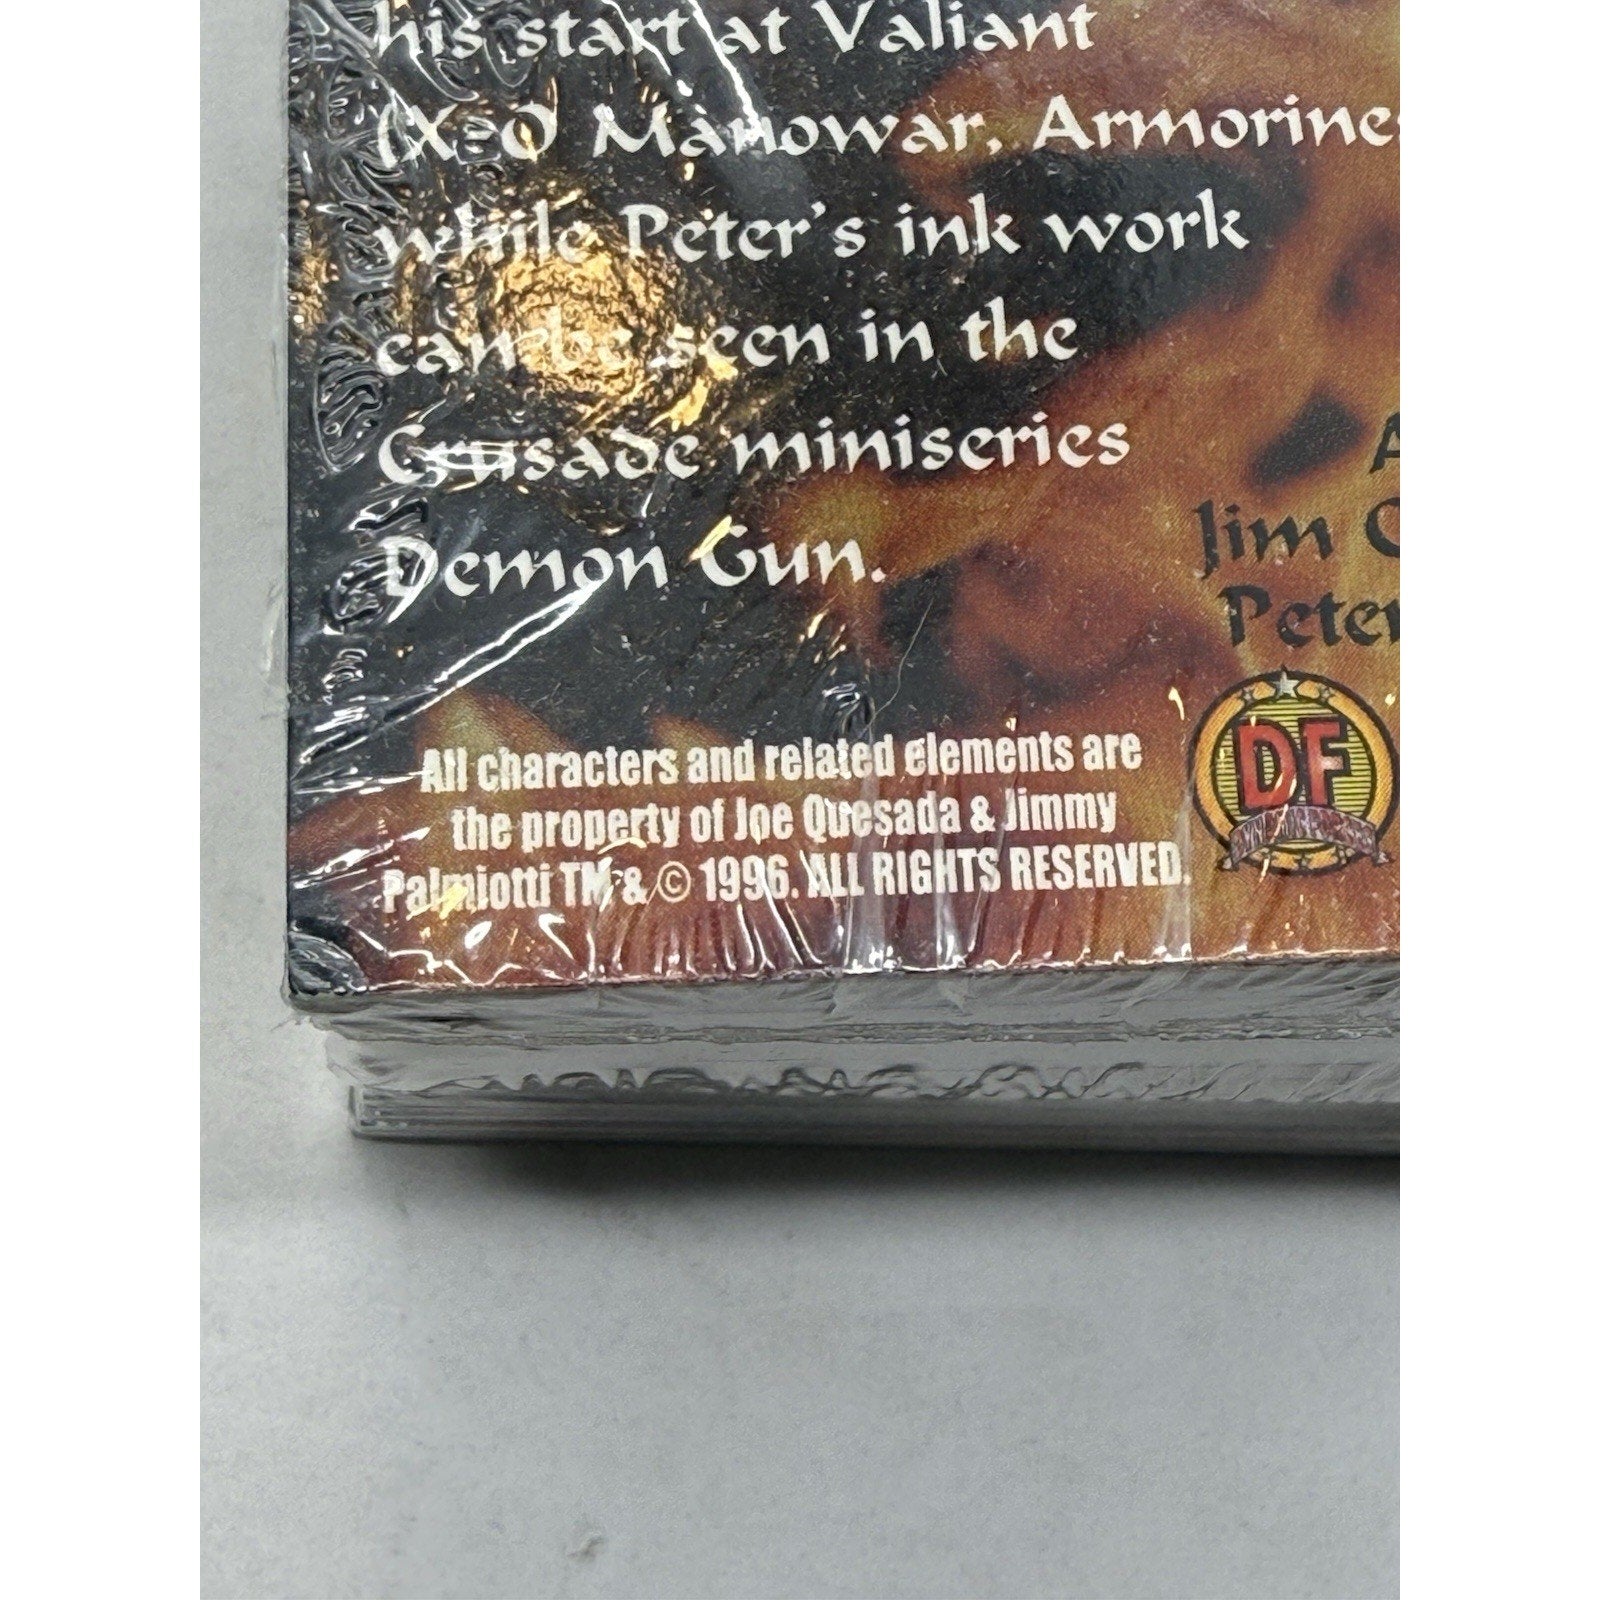 his start at Valiant
(X-O Manowar, Armorines
while Peter's ink work
can be seen in the
Crusade miniseries
Demon Gun.
Jim
Peter
DF
All characters and related elements are
the property of Joe Quesada & Jimmy
Palmiotti TM & © 1996. ALL RIGHTS RESERVED.